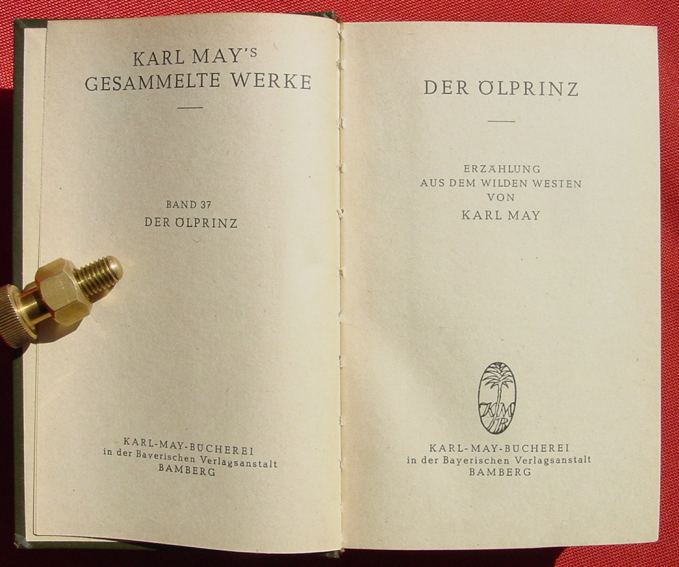 KARL MAY'S
GESAMMELTE WERKE
BAND 37
DER ÖLPRINZ
KARL-MAY-BÜCHEREI
in der Bayerischen Verlagsanstalt
BAMBERG
DER ÖLPRINZ
ERZÄHLUNG
AUS DEM WILDEN WESTEN
VON
KARL MAY
KARL-MAY-BÜCHEREI
in der Bayerischen Verlagsanstalt
BAMBERG